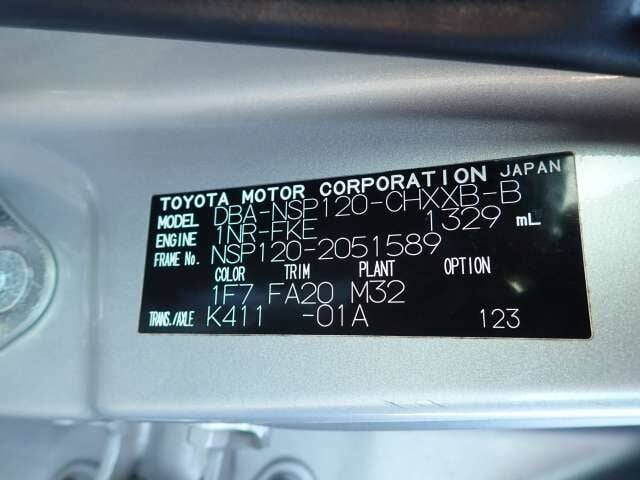 TOYOTA MOTOR CORPORATION JAPAN
MODEL DBA-NSP120-CHXXB-B
ENGINE 1NR-FKE 1329 mL
FRAME No. NSP120-2051589
COLOR TRIM PLANT OPTION
1F7 FA20 M32
TRANS./AXLE K411 -01A 123